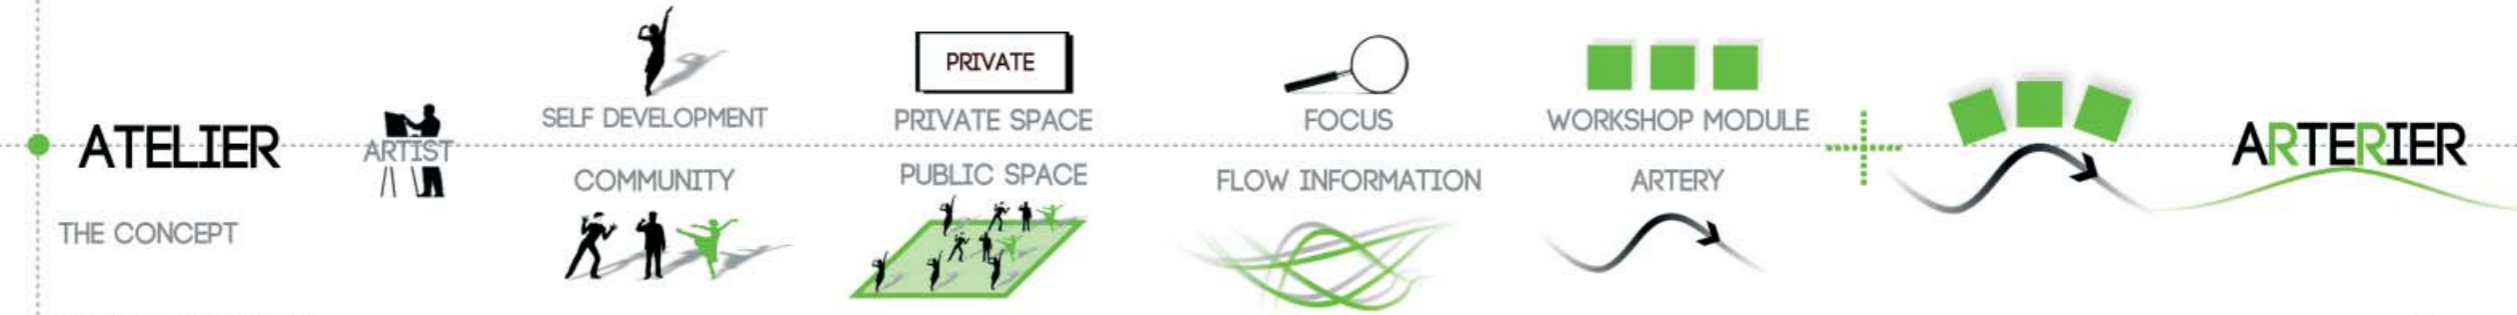 ATELIER
ARTIST
SELF DEVELOPMENT
COMMUNITY
PRIVATE
PRIVATE SPACE
PUBLIC SPACE
FOCUS
FLOW INFORMATION
WORKSHOP MODULE
ARTERY
ARTERIER
THE CONCEPT